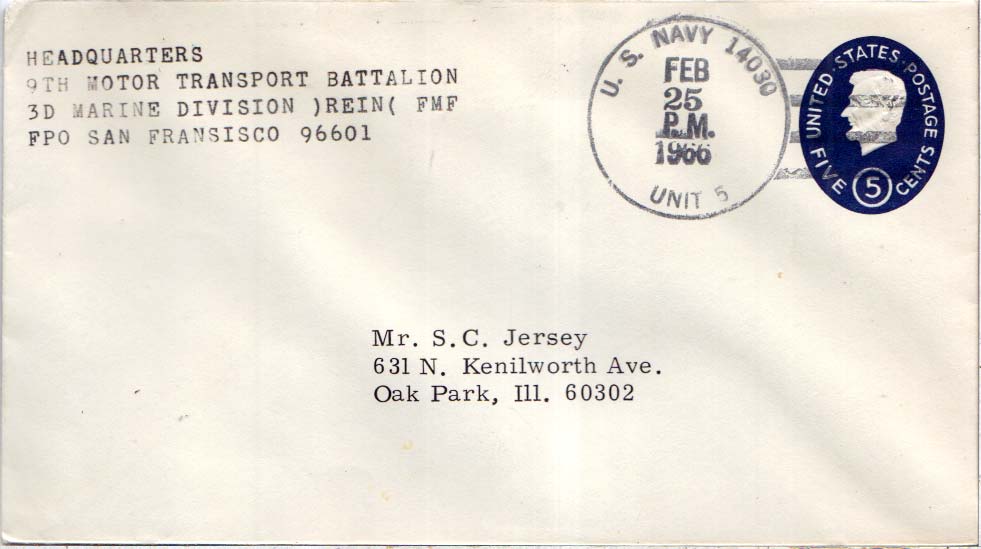 HEADQUARTERS
9TH MOTOR TRANSPORT BATTALION
3D MARINE DIVISION )REIN( FMF
FPO SAN FRANSISCO 96601
U. S. NAVY 14030
FEB
25
P.M.
1966
UNIT 5
UNITED STATES POSTAGE
FIVE 5 CENTS
Mr. S.C. Jersey
631 N. Kenilworth Ave.
Oak Park, Ill. 60302